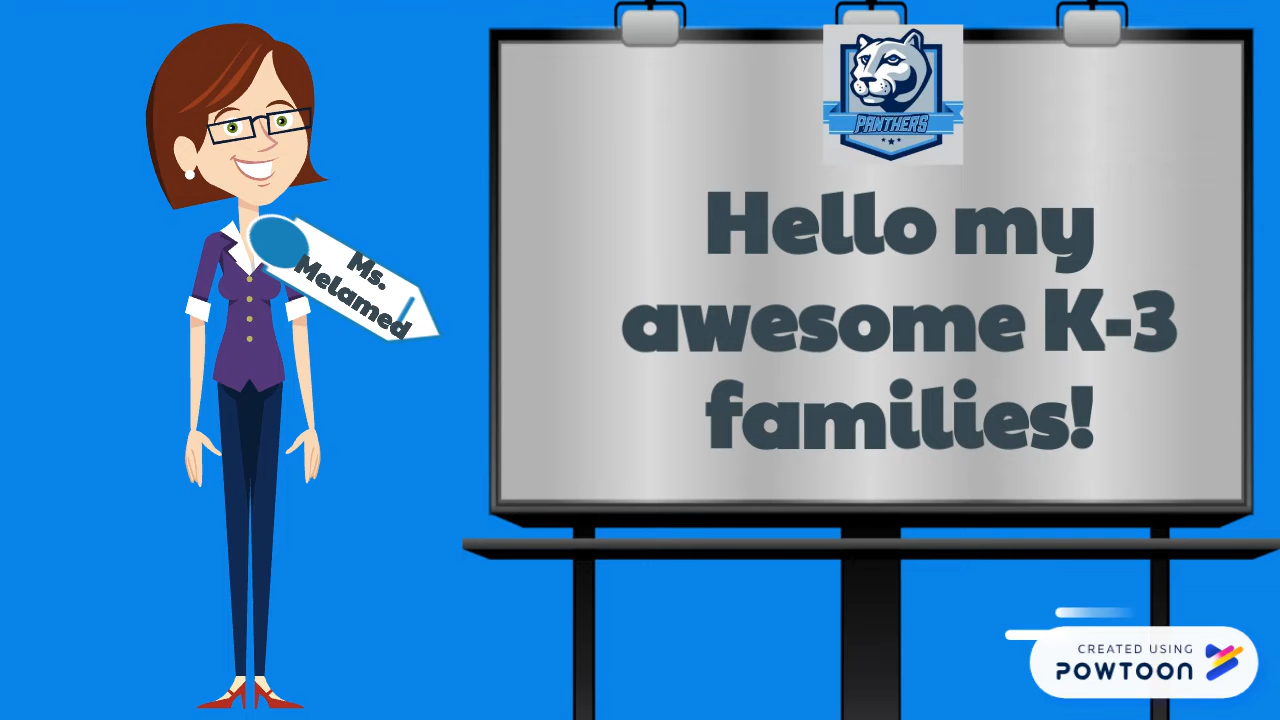 Ms.
Melamed
PANTHERS
Hello my
awesome K-3
families!
CREATED USING
POWTOON